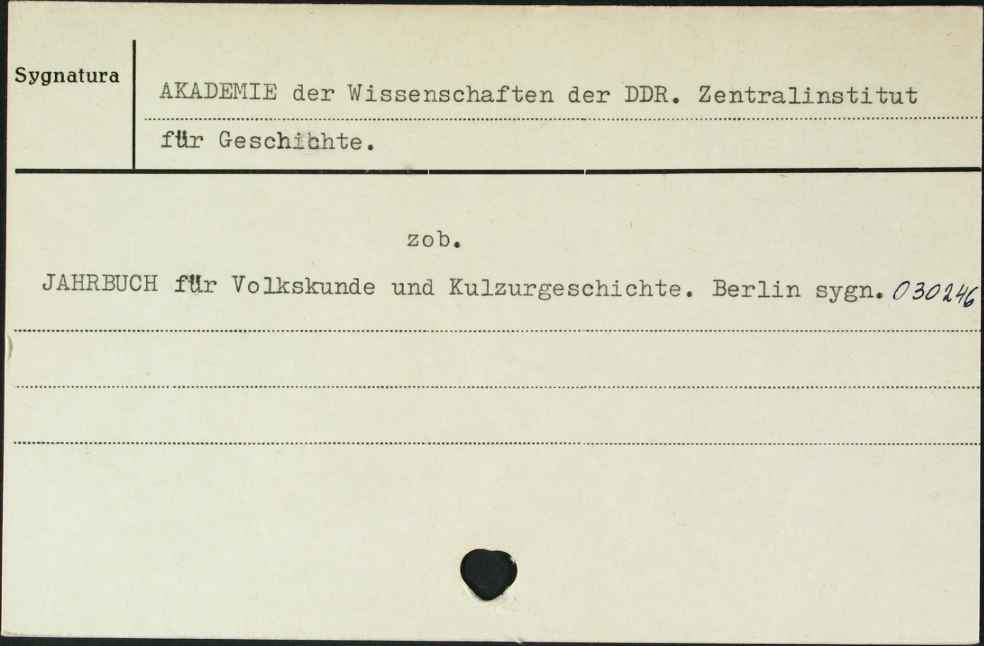 Sygnatura
AKADEMIE der Wissenschaften der DDR. Zentralinstitut
für Geschichte.
zob.
JAHRBUCH für Volkskunde und Kulzurgeschichte. Berlin sygn. 030246